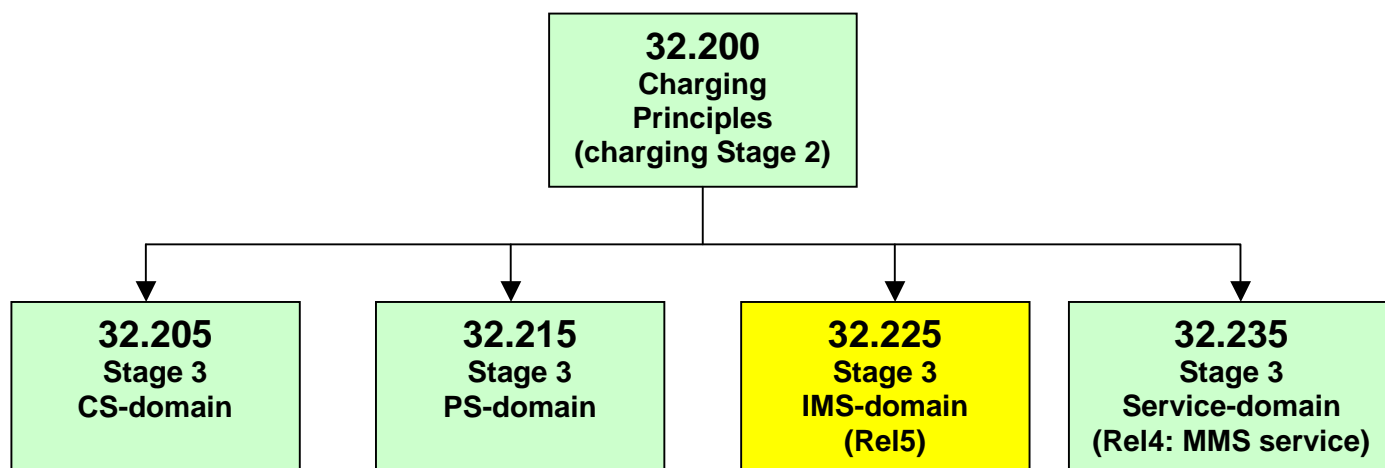 32.200
Charging
Principles
(charging Stage 2)
32.205
Stage 3
CS-domain
32.215
Stage 3
PS-domain
32.225
Stage 3
IMS-domain
(Rel5)
32.235
Stage 3
Service-domain
(Rel4: MMS service)